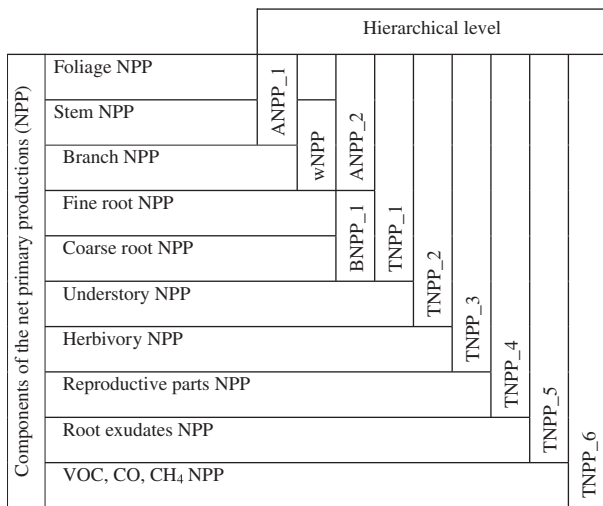 Hierarchical level
Components of the net primary productions (NPP)
Foliage NPP
Stem NPP
Branch NPP
Fine root NPP
Coarse root NPP
Understory NPP
Herbivory NPP
Reproductive parts NPP
Root exudates NPP
VOC, CO, CH₄ NPP
ANPP_1
wNPP
ANPP_2
BNPP_1
TNPP_1
TNPP_2
TNPP_3
TNPP_4
TNPP_5
TNPP_6